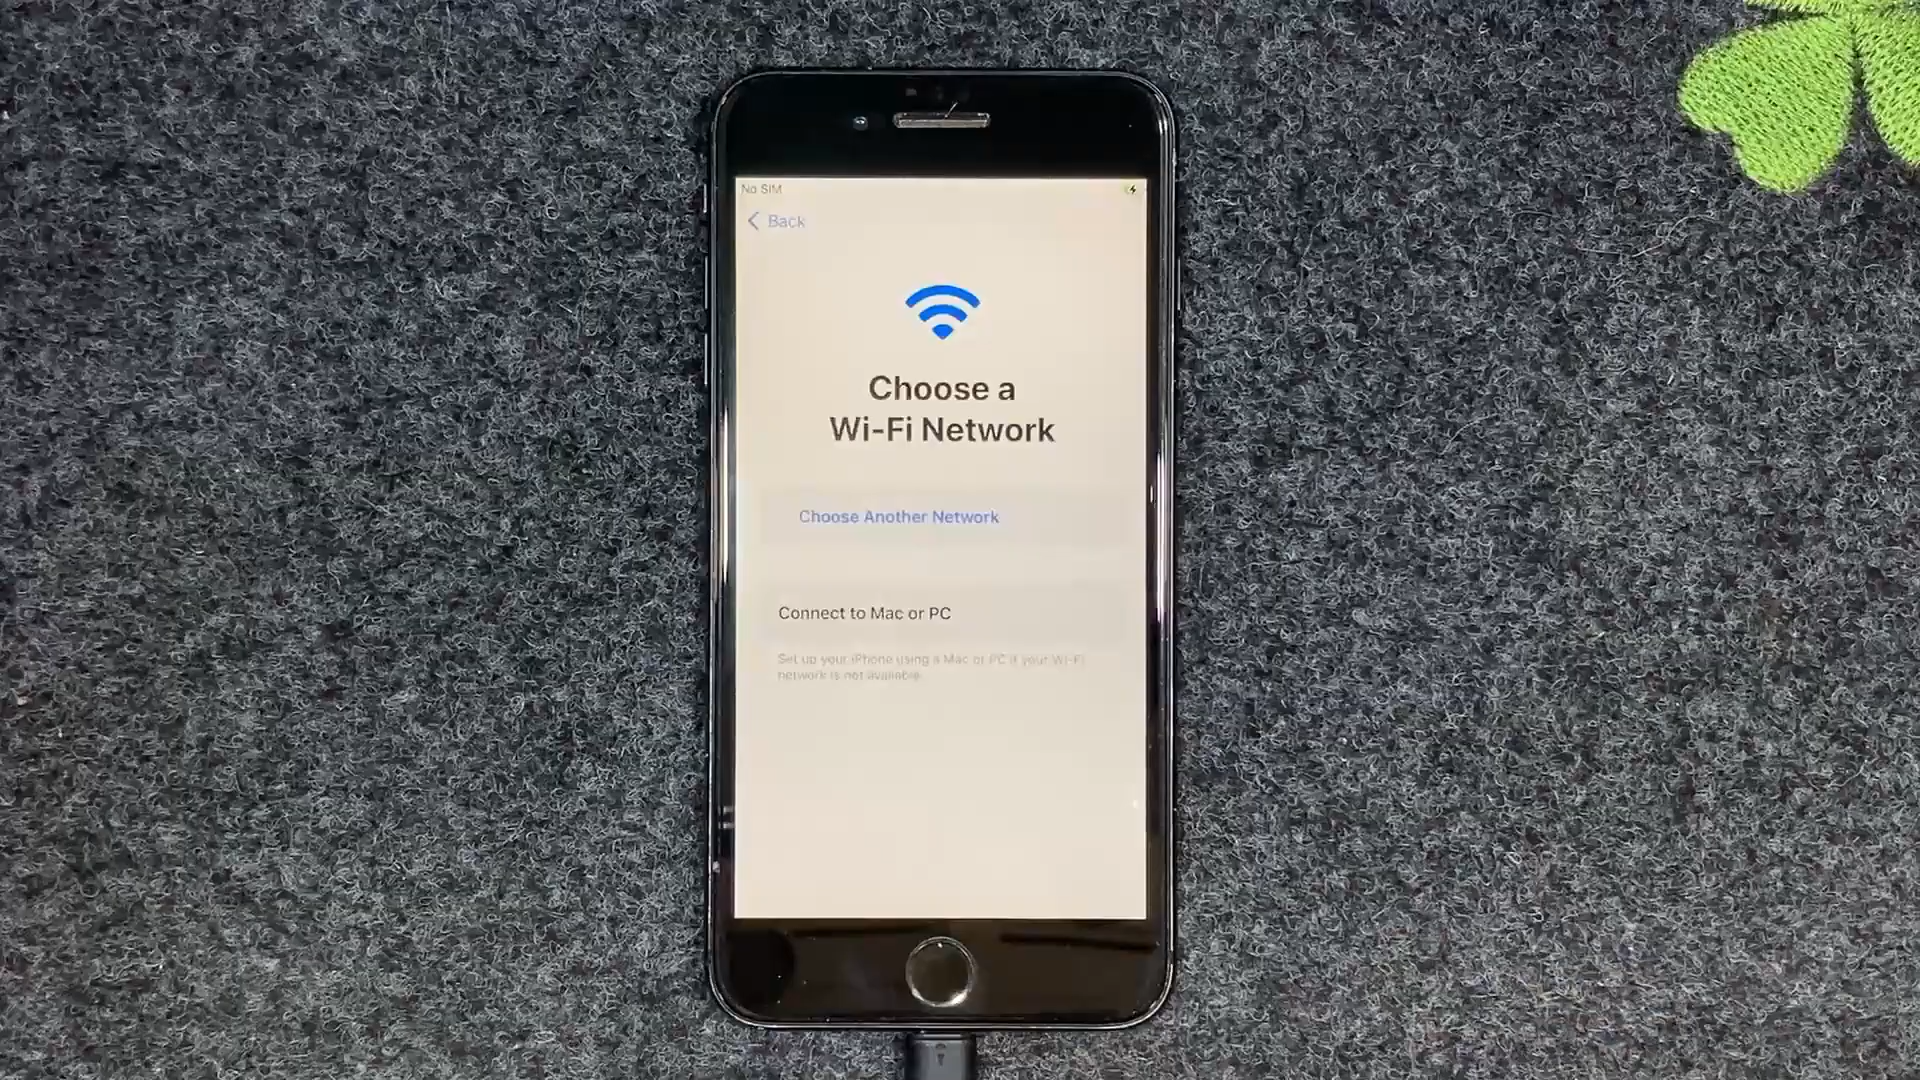 No SIM
Back
Choose a
Wi-Fi Network
Choose Another Network
Connect to Mac or PC
Set up your iPhone using a Mac or PC if your Wi-Fi
network is not available.